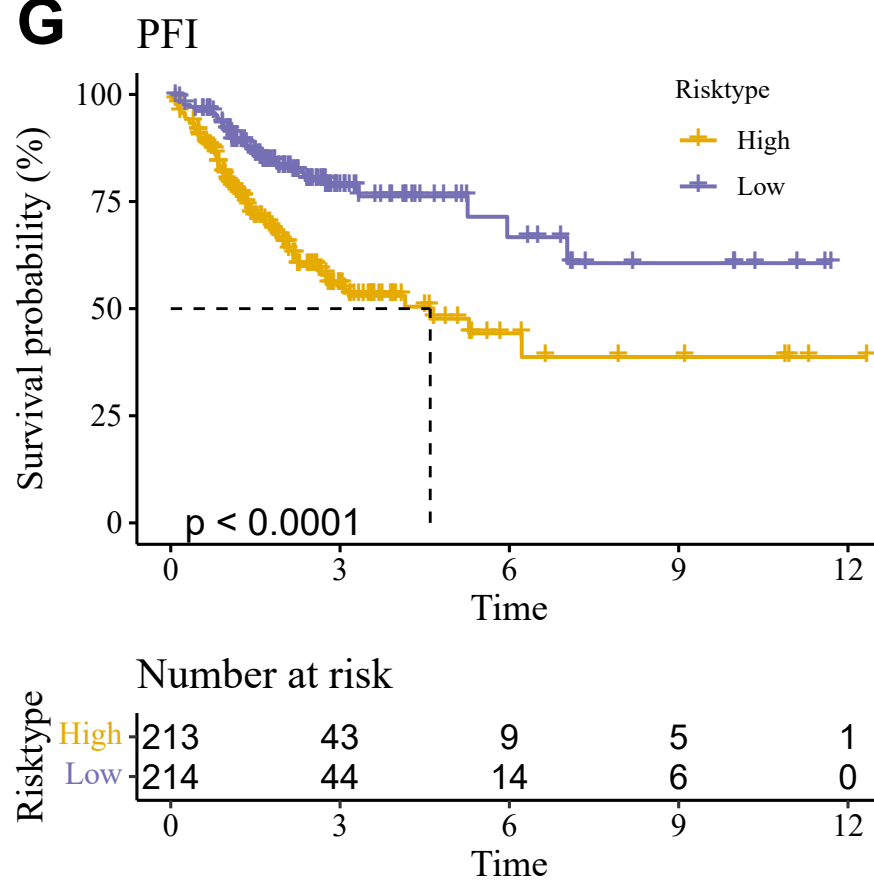 G
PFI
Risktype
High
Low
Survival probability (%)
100
75
50
25
0
p < 0.0001
0 3 6 9 12
Time
Number at risk
Risktype
High 213 43 9 5 1
Low 214 44 14 6 0
0 3 6 9 12
Time